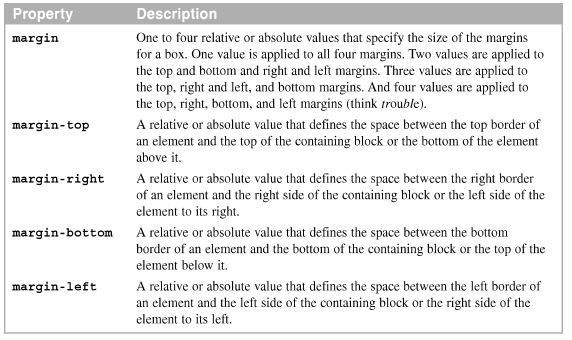 Property Description
margin One to four relative or absolute values that specify the size of the margins
for a box. One value is applied to all four margins. Two values are applied to
the top and bottom and right and left margins. Three values are applied to
the top, right and left, and bottom margins. And four values are applied to
the top, right, bottom, and left margins (think trouble).
margin-top A relative or absolute value that defines the space between the top border of
an element and the top of the containing block or the bottom of the element
above it.
margin-right A relative or absolute value that defines the space between the right border
of an element and the right side of the containing block or the left side of the
element to its right.
margin-bottom A relative or absolute value that defines the space between the bottom
border of an element and the bottom of the containing block or the top of the
element below it.
margin-left A relative or absolute value that defines the space between the left border of
an element and the left side of the containing block or the right side of the
element to its left.